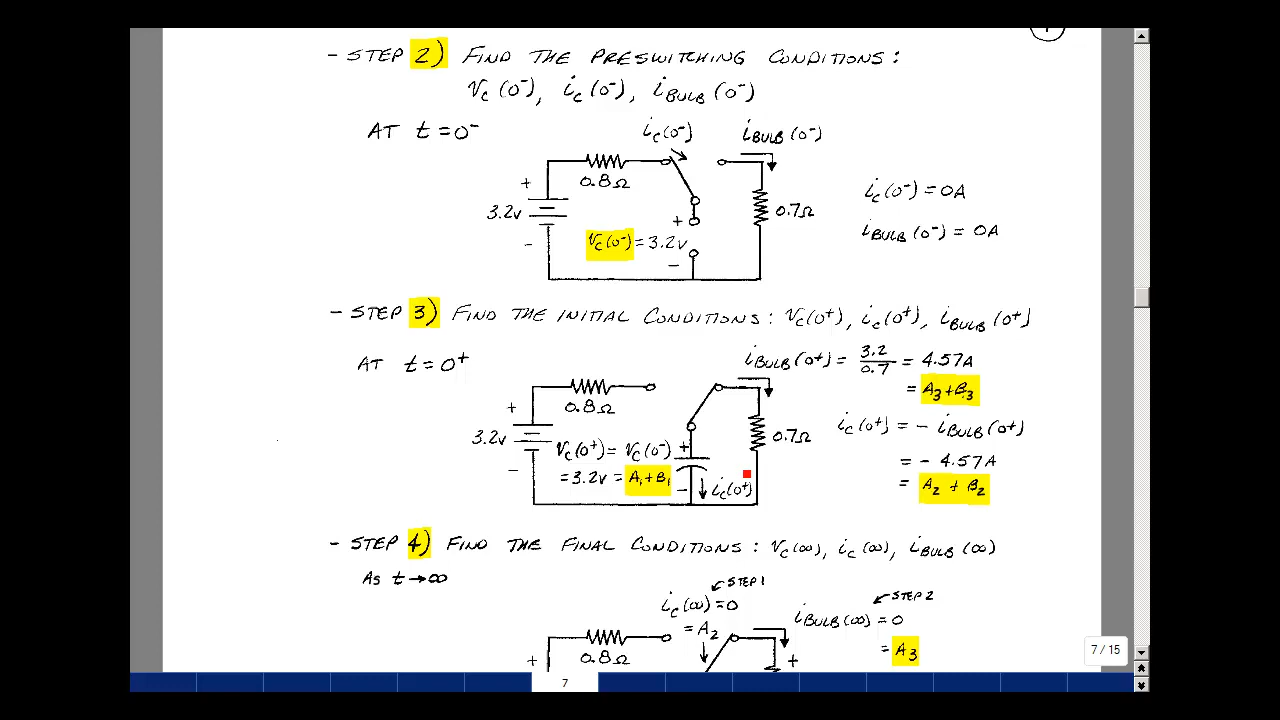 - STEP 2) FIND THE PRESWITCHING CONDITIONS:
Vc(0⁻), ic(0⁻), iBULB(0⁻)
AT t=0⁻
ic(0⁻)
iBULB(0⁻)
0.8Ω
+
3.2v
-
+
Vc(0⁻) = 3.2v
-
0.7Ω
ic(0⁻) = 0A
iBULB(0⁻) = 0A
- STEP 3) FIND THE INITIAL CONDITIONS: Vc(0⁺), ic(0⁺), iBULB(0⁺)
AT t=0⁺
iBULB(0⁺) = 3.2/0.7 = 4.57A
= A₃+B₃
0.8Ω
+
3.2v
-
Vc(0⁺) = Vc(0⁻) +
= 3.2v = A₁+B₁ -
ic(0⁺)
0.7Ω
ic(0⁺) = - iBULB(0⁺)
= - 4.57A
= A₂ + B₂
- STEP 4) FIND THE FINAL CONDITIONS: Vc(∞), ic(∞), iBULB(∞)
AS t→∞
STEP 1
ic(∞)=0
= A₂
STEP 2
iBULB(∞) = 0
= A₃
0.8Ω
+
+
7 / 15
7